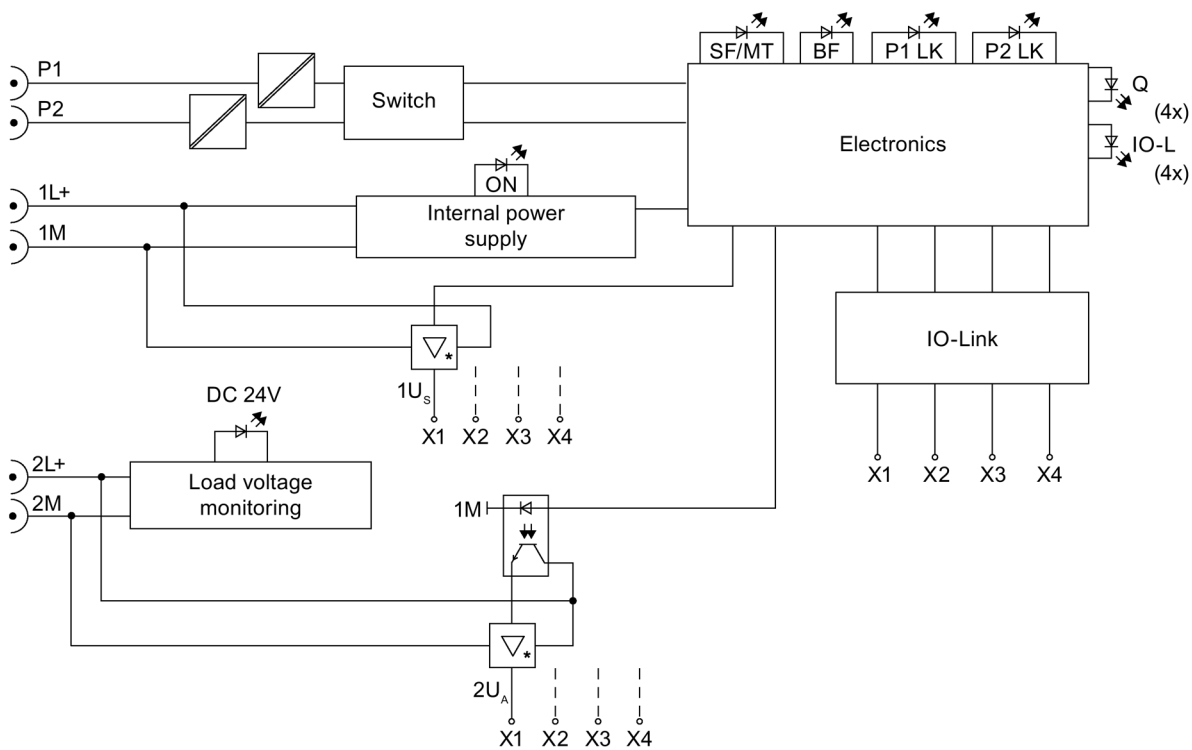 SF/MT BF P1 LK P2 LK
P1
P2
Switch
Electronics
Q
(4x)
IO-L
(4x)
1L+
1M
ON
Internal power
supply
IO-Link
1US
X1 X2 X3 X4
X1 X2 X3 X4
DC 24V
2L+
2M
Load voltage
monitoring
1M
*
*
2UA
X1 X2 X3 X4